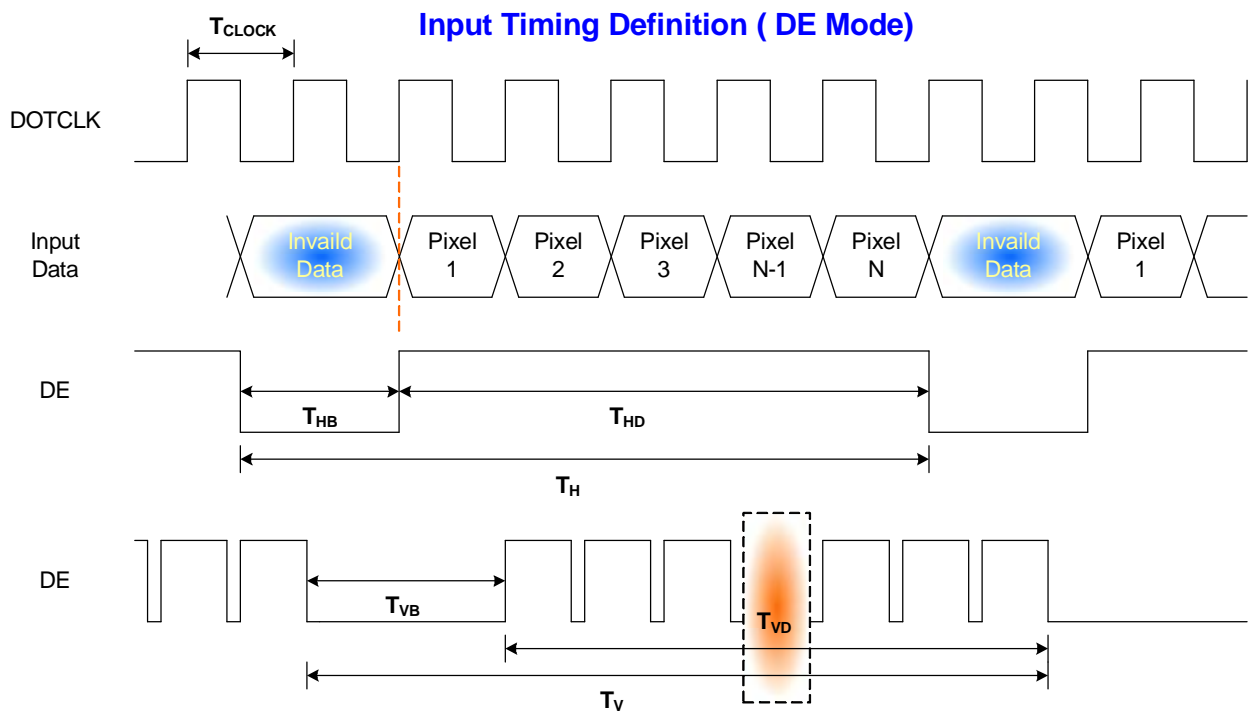 Input Timing Definition ( DE Mode)
TCLOCK
DOTCLK
Input
Data
Invaild
Data
Pixel
1
Pixel
2
Pixel
3
Pixel
N-1
Pixel
N
Invaild
Data
Pixel
1
DE
THB
THD
TH
DE
TVB
TVD
TV